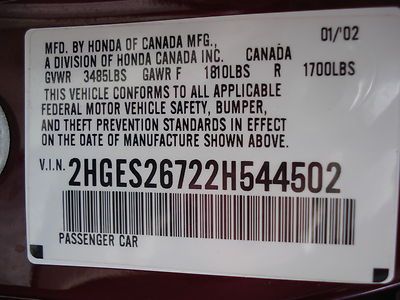 MFD. BY HONDA OF CANADA MFG., 01/'02
A DIVISION OF HONDA CANADA INC. CANADA
GVWR 3485LBS GAWR F 1810LBS R 1700LBS
THIS VEHICLE CONFORMS TO ALL APPLICABLE
FEDERAL MOTOR VEHICLE SAFETY, BUMPER,
AND THEFT PREVENTION STANDARDS IN EFFECT
ON THE DATE OF MANUFACTURE SHOWN ABOVE.
V.I.N. 2HGES26722H544502
PASSENGER CAR